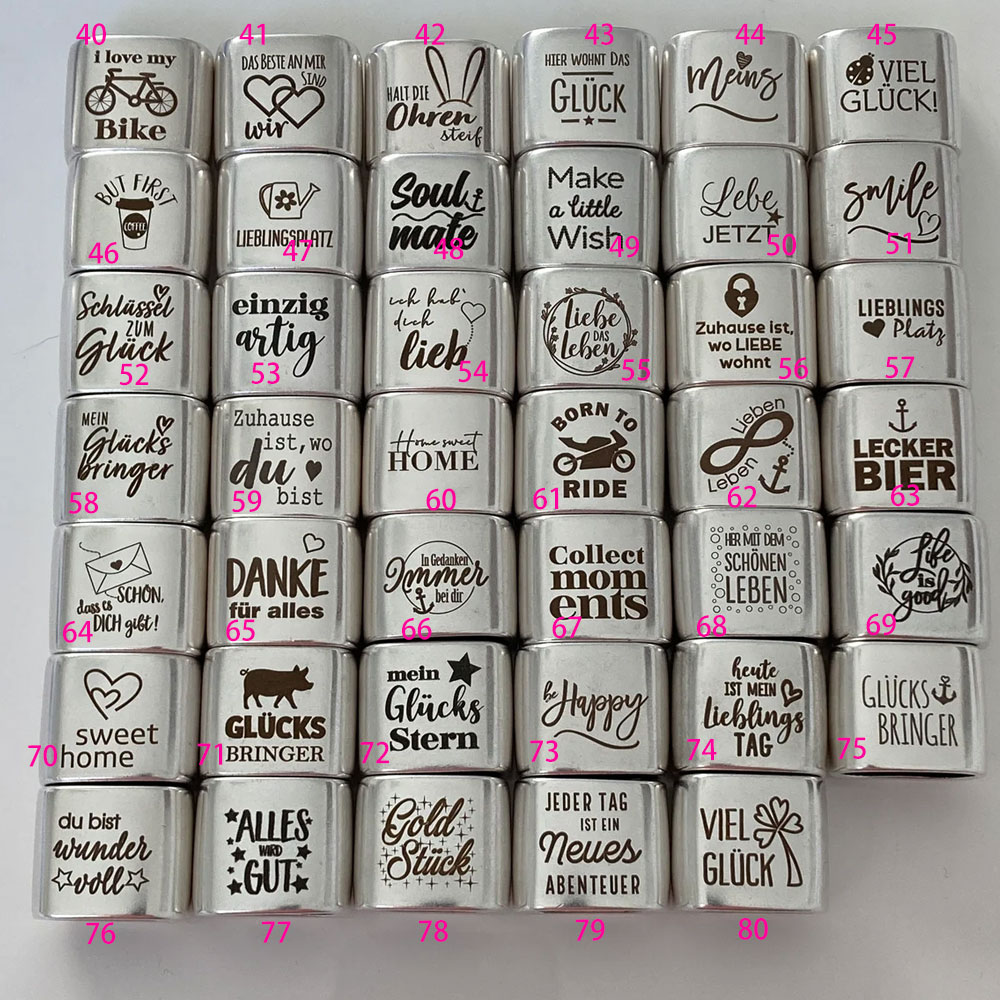 40
i love my
Bike
41
DAS BESTE AN MIR
SIND
wir
42
HALT DIE
Ohren
steif
43
HIER WOHNT DAS
GLÜCK
44
Meins
45
VIEL
GLÜCK!
BUT FIRST
COFFEE
46
LIEBLINGSPLATZ
47
Soul
mate
48
Make
a little
Wish
49
Lebe
JETZT
50
smile
51
Schlüssel
ZUM
Glück
52
einzig
artig
53
ich hab'
dich
lieb
54
Liebe
DAS
Leben
55
Zuhause ist,
wo LIEBE
wohnt
56
LIEBLINGS
Platz
57
MEIN
Glücks
bringer
58
Zuhause
ist, wo
du
bist
59
Home sweet
HOME
60
BORN TO
RIDE
61
Lieben
Leben
62
LECKER
BIER
63
SCHÖN,
dass es
DICH gibt!
64
DANKE
für alles
65
In Gedanken
Immer
bei dir
66
Collect
mom
ents
67
HER MIT DEM
SCHÖNEN
LEBEN
68
Life
is
good
69
sweet
home
70
GLÜCKS
BRINGER
71
mein
Glücks
Stern
72
be Happy
73
heute
IST MEIN
Lieblings
TAG
74
GLÜCKS
BRINGER
75
du bist
wunder
voll
76
ALLES
WIRD
GUT
77
Gold
Stück
78
JEDER TAG
IST EIN
Neues
ABENTEUER
79
VIEL
GLÜCK
80